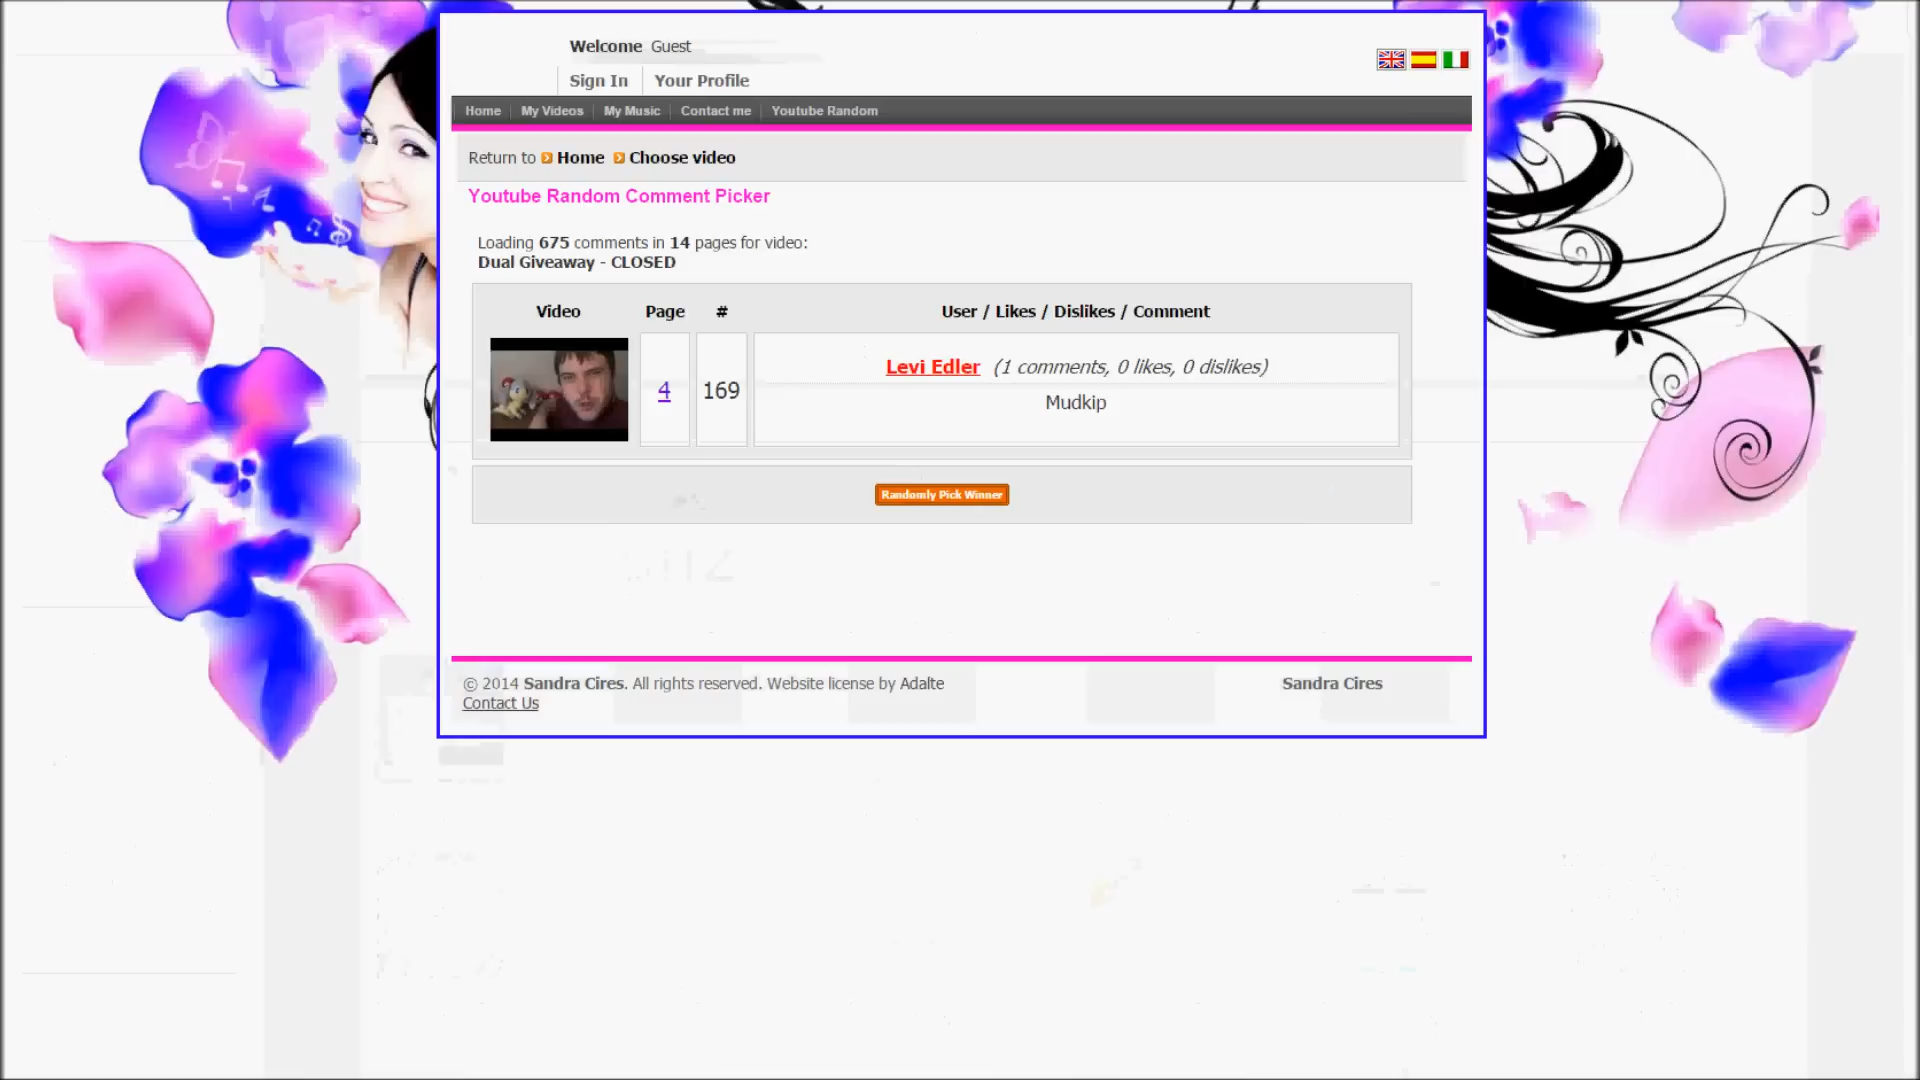 Welcome Guest
Sign In Your Profile
Home My Videos My Music Contact me Youtube Random
Return to Home Choose video
Youtube Random Comment Picker
Loading 675 comments in 14 pages for video:
Dual Giveaway - CLOSED
Video Page # User / Likes / Dislikes / Comment
4 169 Levi Edler (1 comments, 0 likes, 0 dislikes)
Mudkip
Randomly Pick Winner
© 2014 Sandra Cires. All rights reserved. Website license by Adalte
Sandra Cires
Contact Us